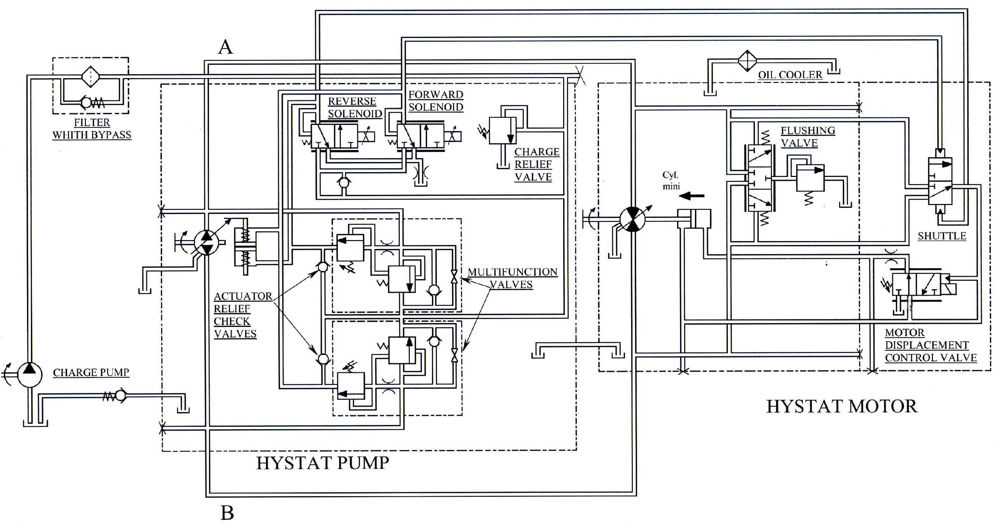 A
OIL COOLER
REVERSE
SOLENOID
FORWARD
SOLENOID
FILTER
WHITH BYPASS
CHARGE
RELIEF
VALVE
FLUSHING
VALVE
Cyl.
mini
SHUTTLE
MULTIFUNCTION
VALVES
ACTUATOR
RELIEF
CHECK
VALVES
MOTOR
DISPLACEMENT
CONTROL VALVE
CHARGE PUMP
HYSTAT MOTOR
HYSTAT PUMP
B